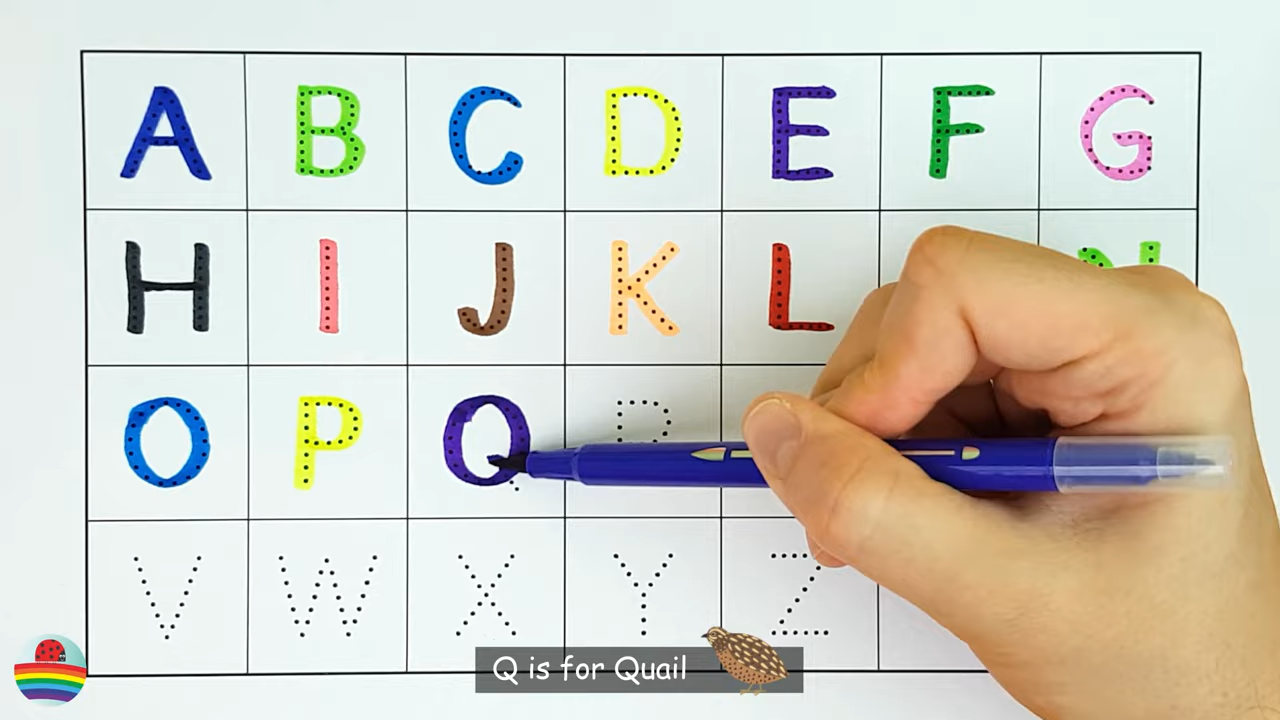 A B C D E F G
H I J K L N
O P Q R
V W X Y Z
Q is for Quail